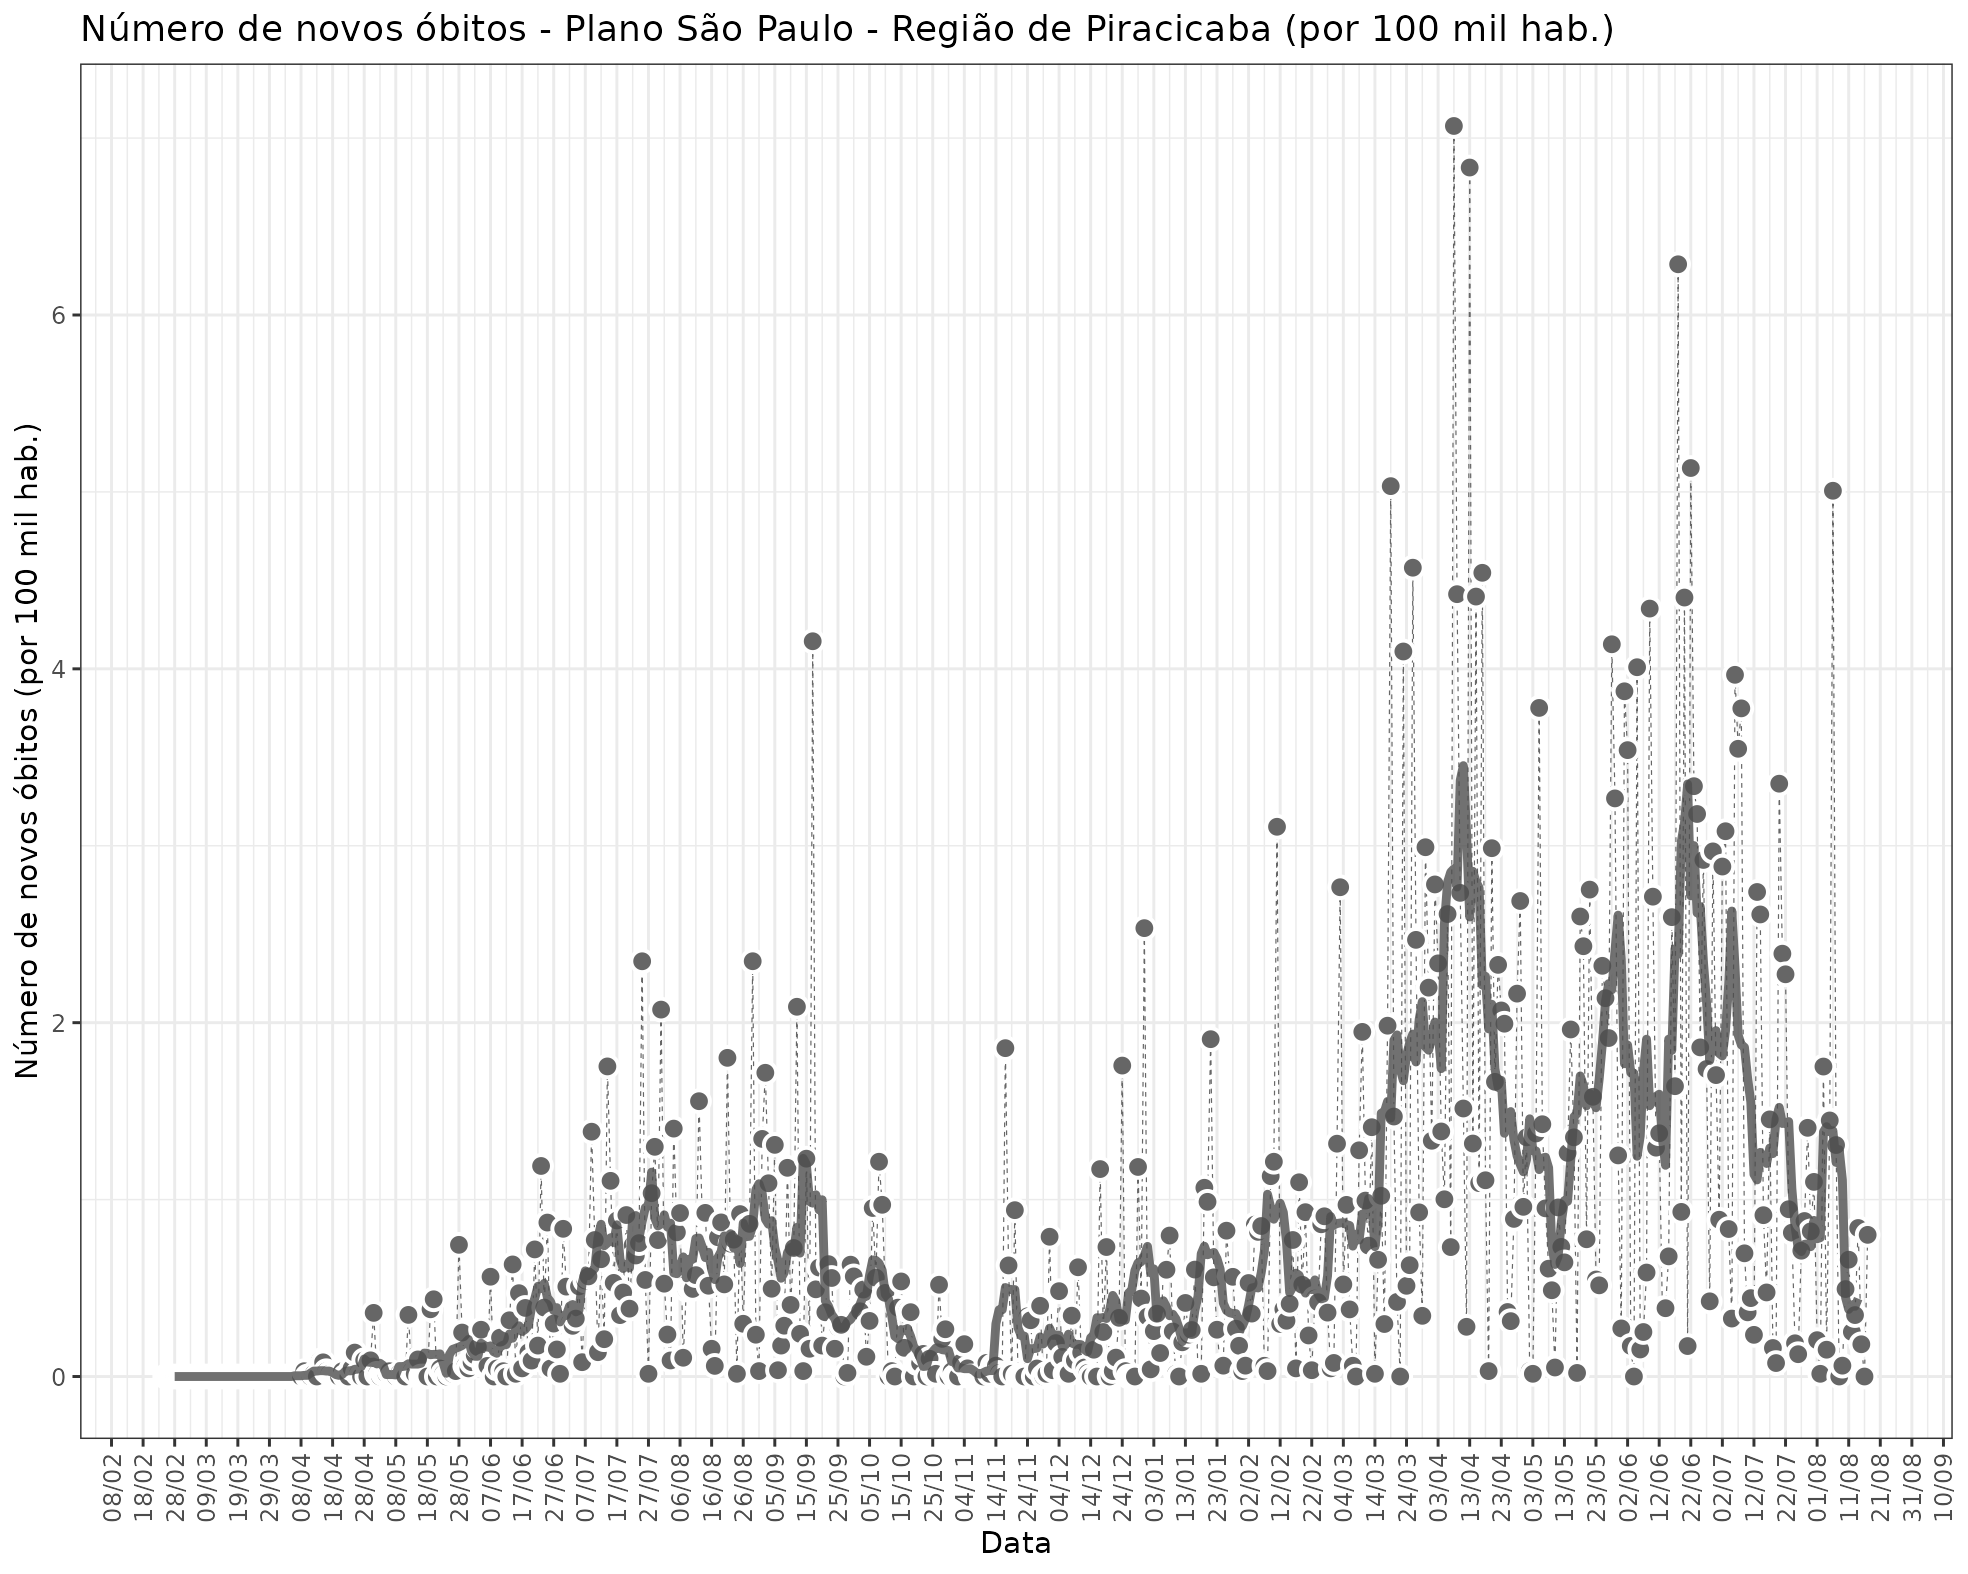 Número de novos óbitos - Plano São Paulo - Região de Piracicaba (por 100 mil hab.)
Número de novos óbitos (por 100 mil hab.)
6
4
2
0
08/02 18/02 28/02 09/03 19/03 29/03 08/04 18/04 28/04 08/05 18/05 28/05 07/06 17/06 27/06 07/07 17/07 27/07 06/08 16/08 26/08 05/09 15/09 25/09 05/10 15/10 25/10 04/11 14/11 24/11 04/12 14/12 24/12 03/01 13/01 23/01 02/02 12/02 22/02 04/03 14/03 24/03 03/04 13/04 23/04 03/05 13/05 23/05 02/06 12/06 22/06 02/07 12/07 22/07 01/08 11/08 21/08 31/08 10/09
Data